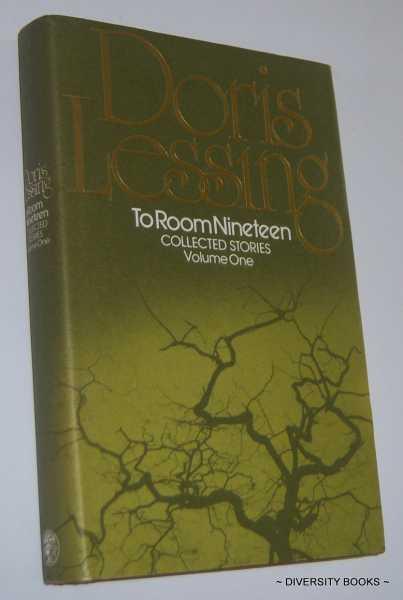 Doris
Lessing
To Room Nineteen
COLLECTED STORIES
Volume One
Doris
Lessing
To Room
Nineteen
COLLECTED
STORIES
Volume One
~ DIVERSITY BOOKS ~